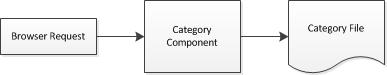 Browser Request
Category
Component
Category File